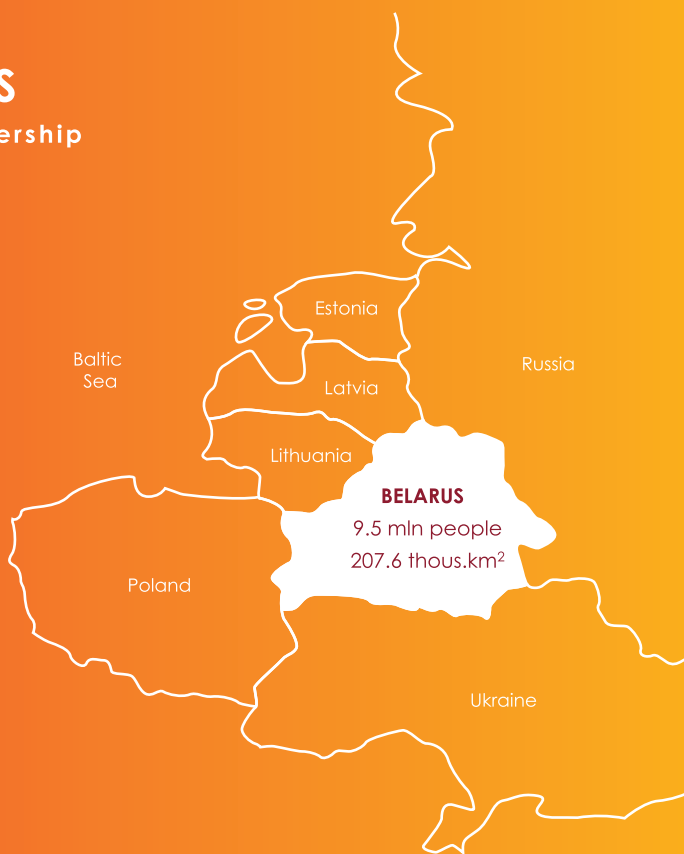 s
ership
Estonia
Baltic
Sea
Russia
Latvia
Lithuania
BELARUS
9.5 mln people
207.6 thous.km²
Poland
Ukraine